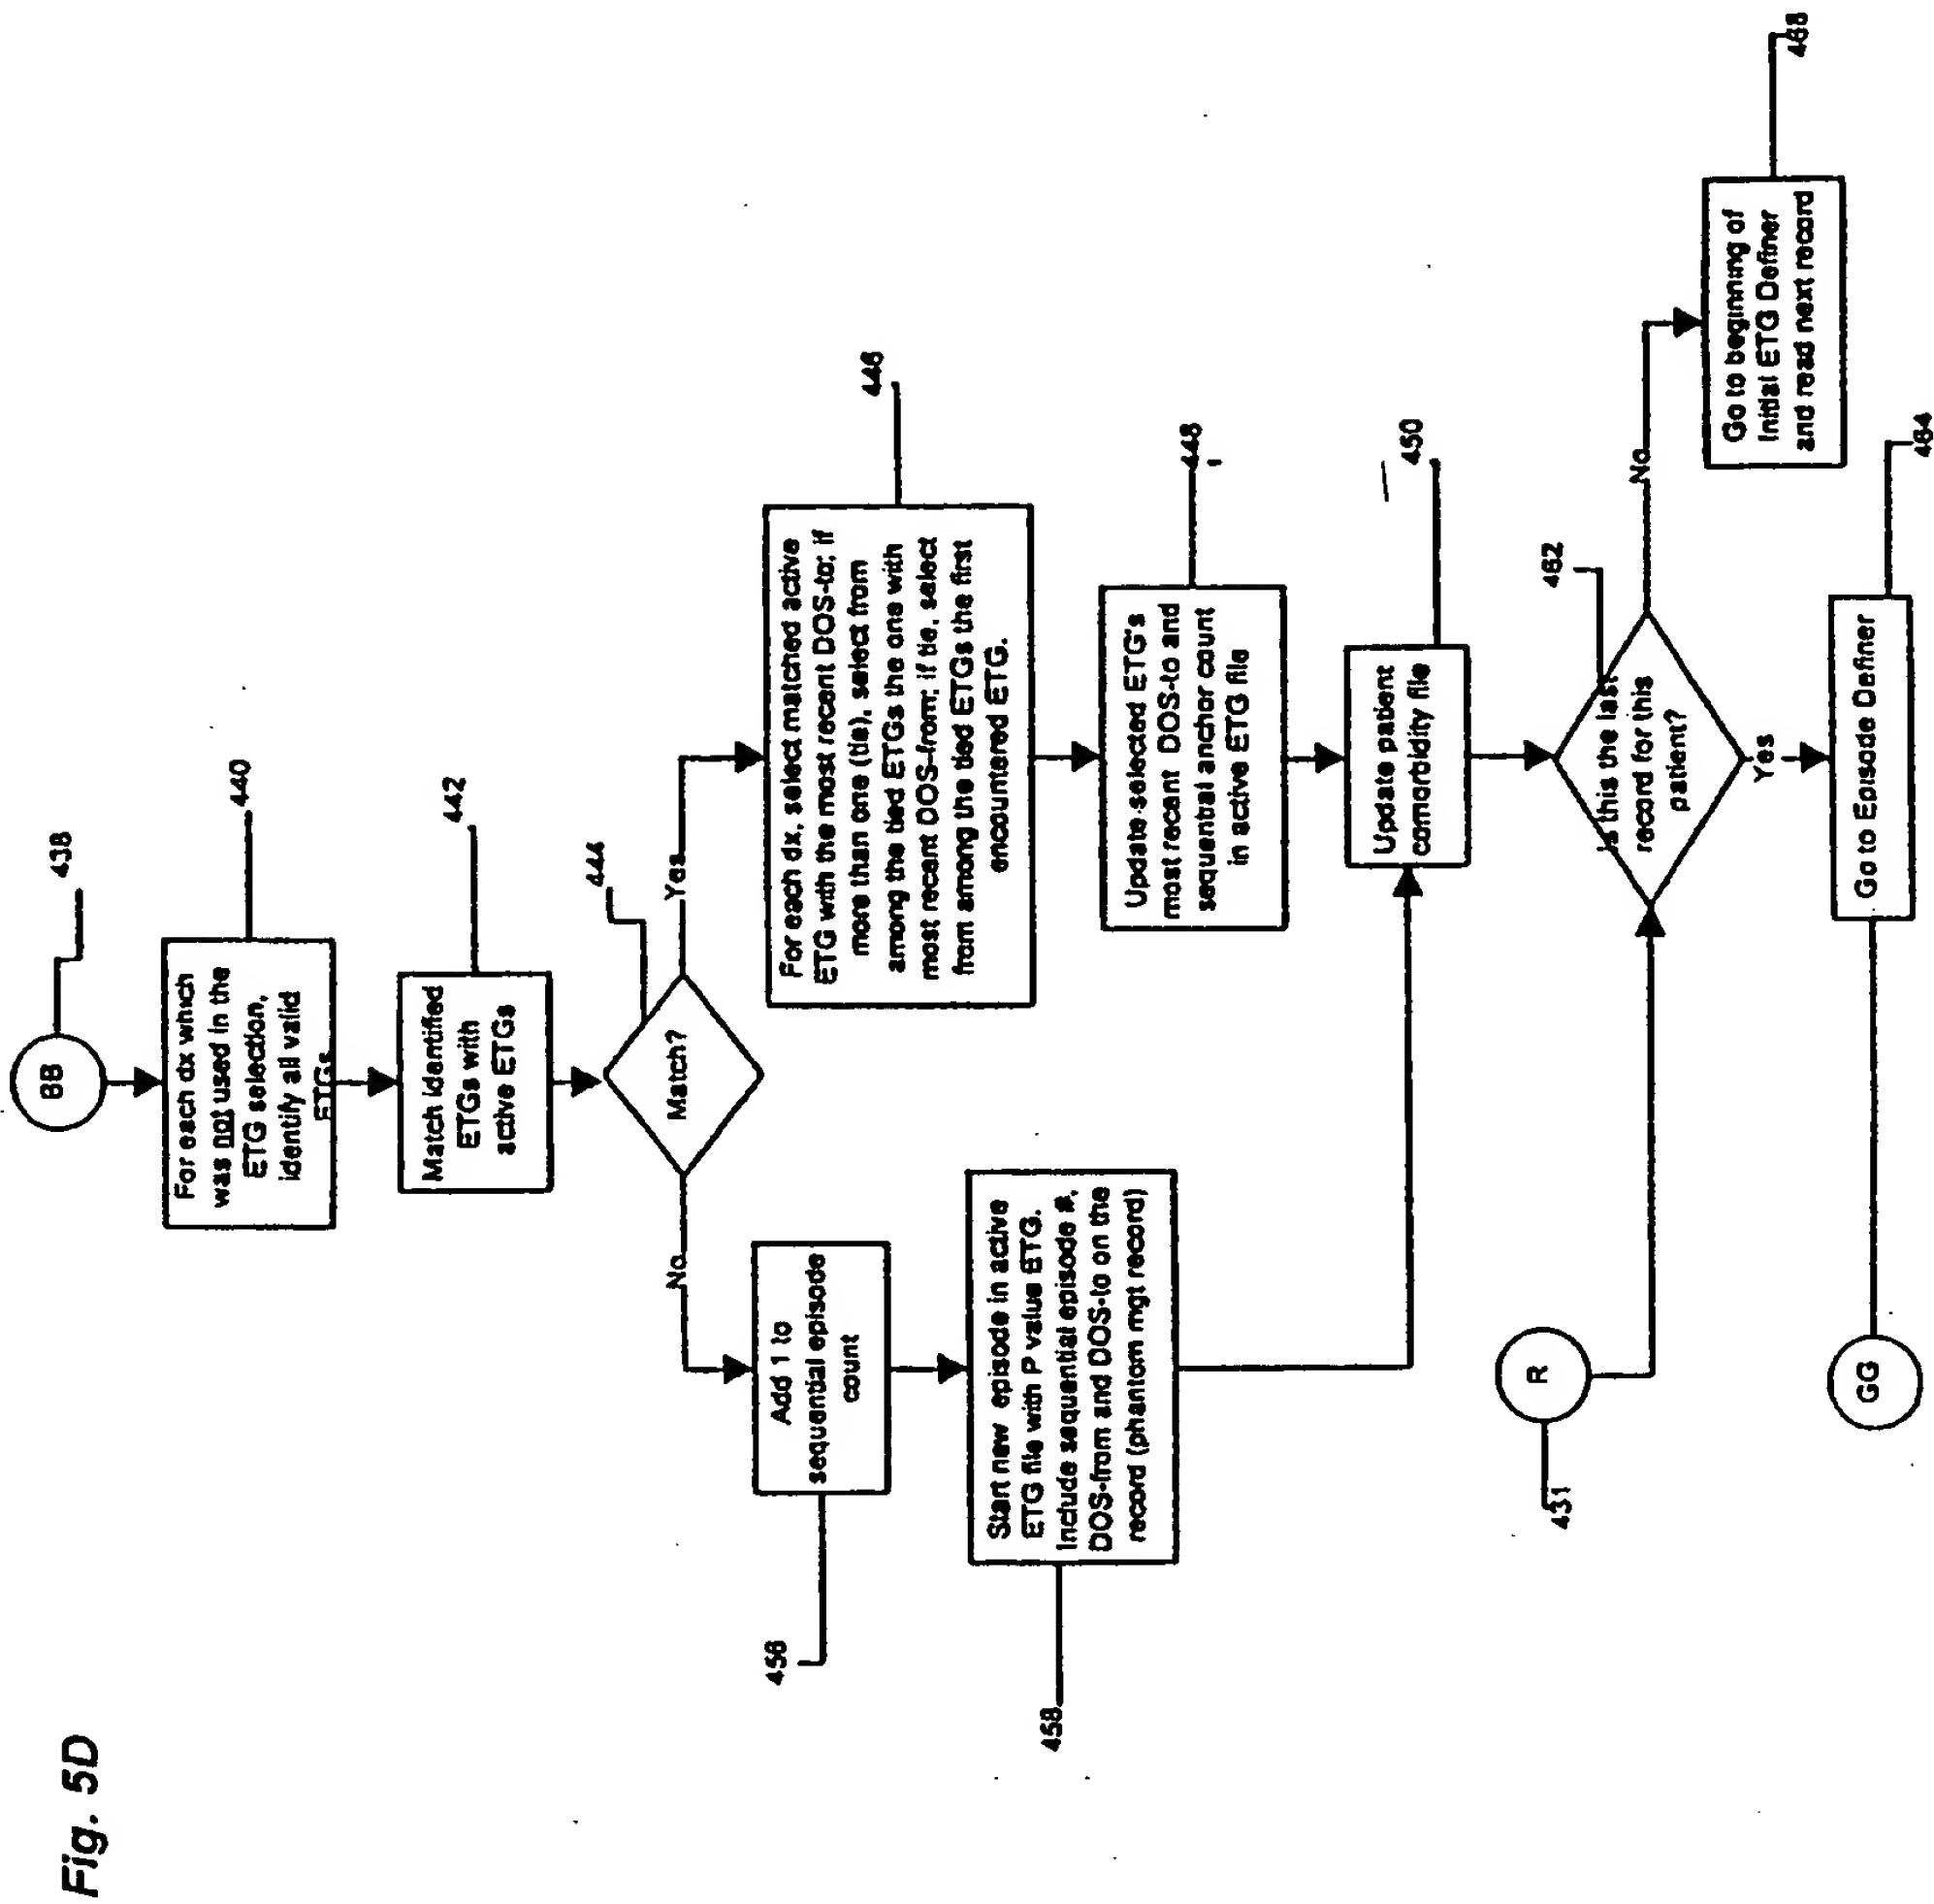 Fig. 5D
BB
438
For each dx which
was not used in the
ETG selection,
identify all valid
ETGs
440
Match identified
ETGs with
active ETGs
442
Match?
444
Yes
No
For each dx, select matched active
ETG with the most recent DOS-to; if
more than one (tie), select from
among the tied ETGs the one with
most recent DOS-from; if tie, select
from among the tied ETGs the first
encountered ETG.
446
Update selected ETG's
most recent DOS-to and
sequential anchor count
in active ETG file
448
Add 1 to
sequential episode
count
456
Start new episode in active
ETG file with P value ETG.
Include sequential episode #,
DOS-from and DOS-to on the
record (phantom mgt record)
458
Update patient
comorbidity file
450
R
431
Is this the last
record for this
patient?
462
No
Go to beginning of
Initial ETG Definer
and read next record
Yes
Go to Episode Definer
464
GG